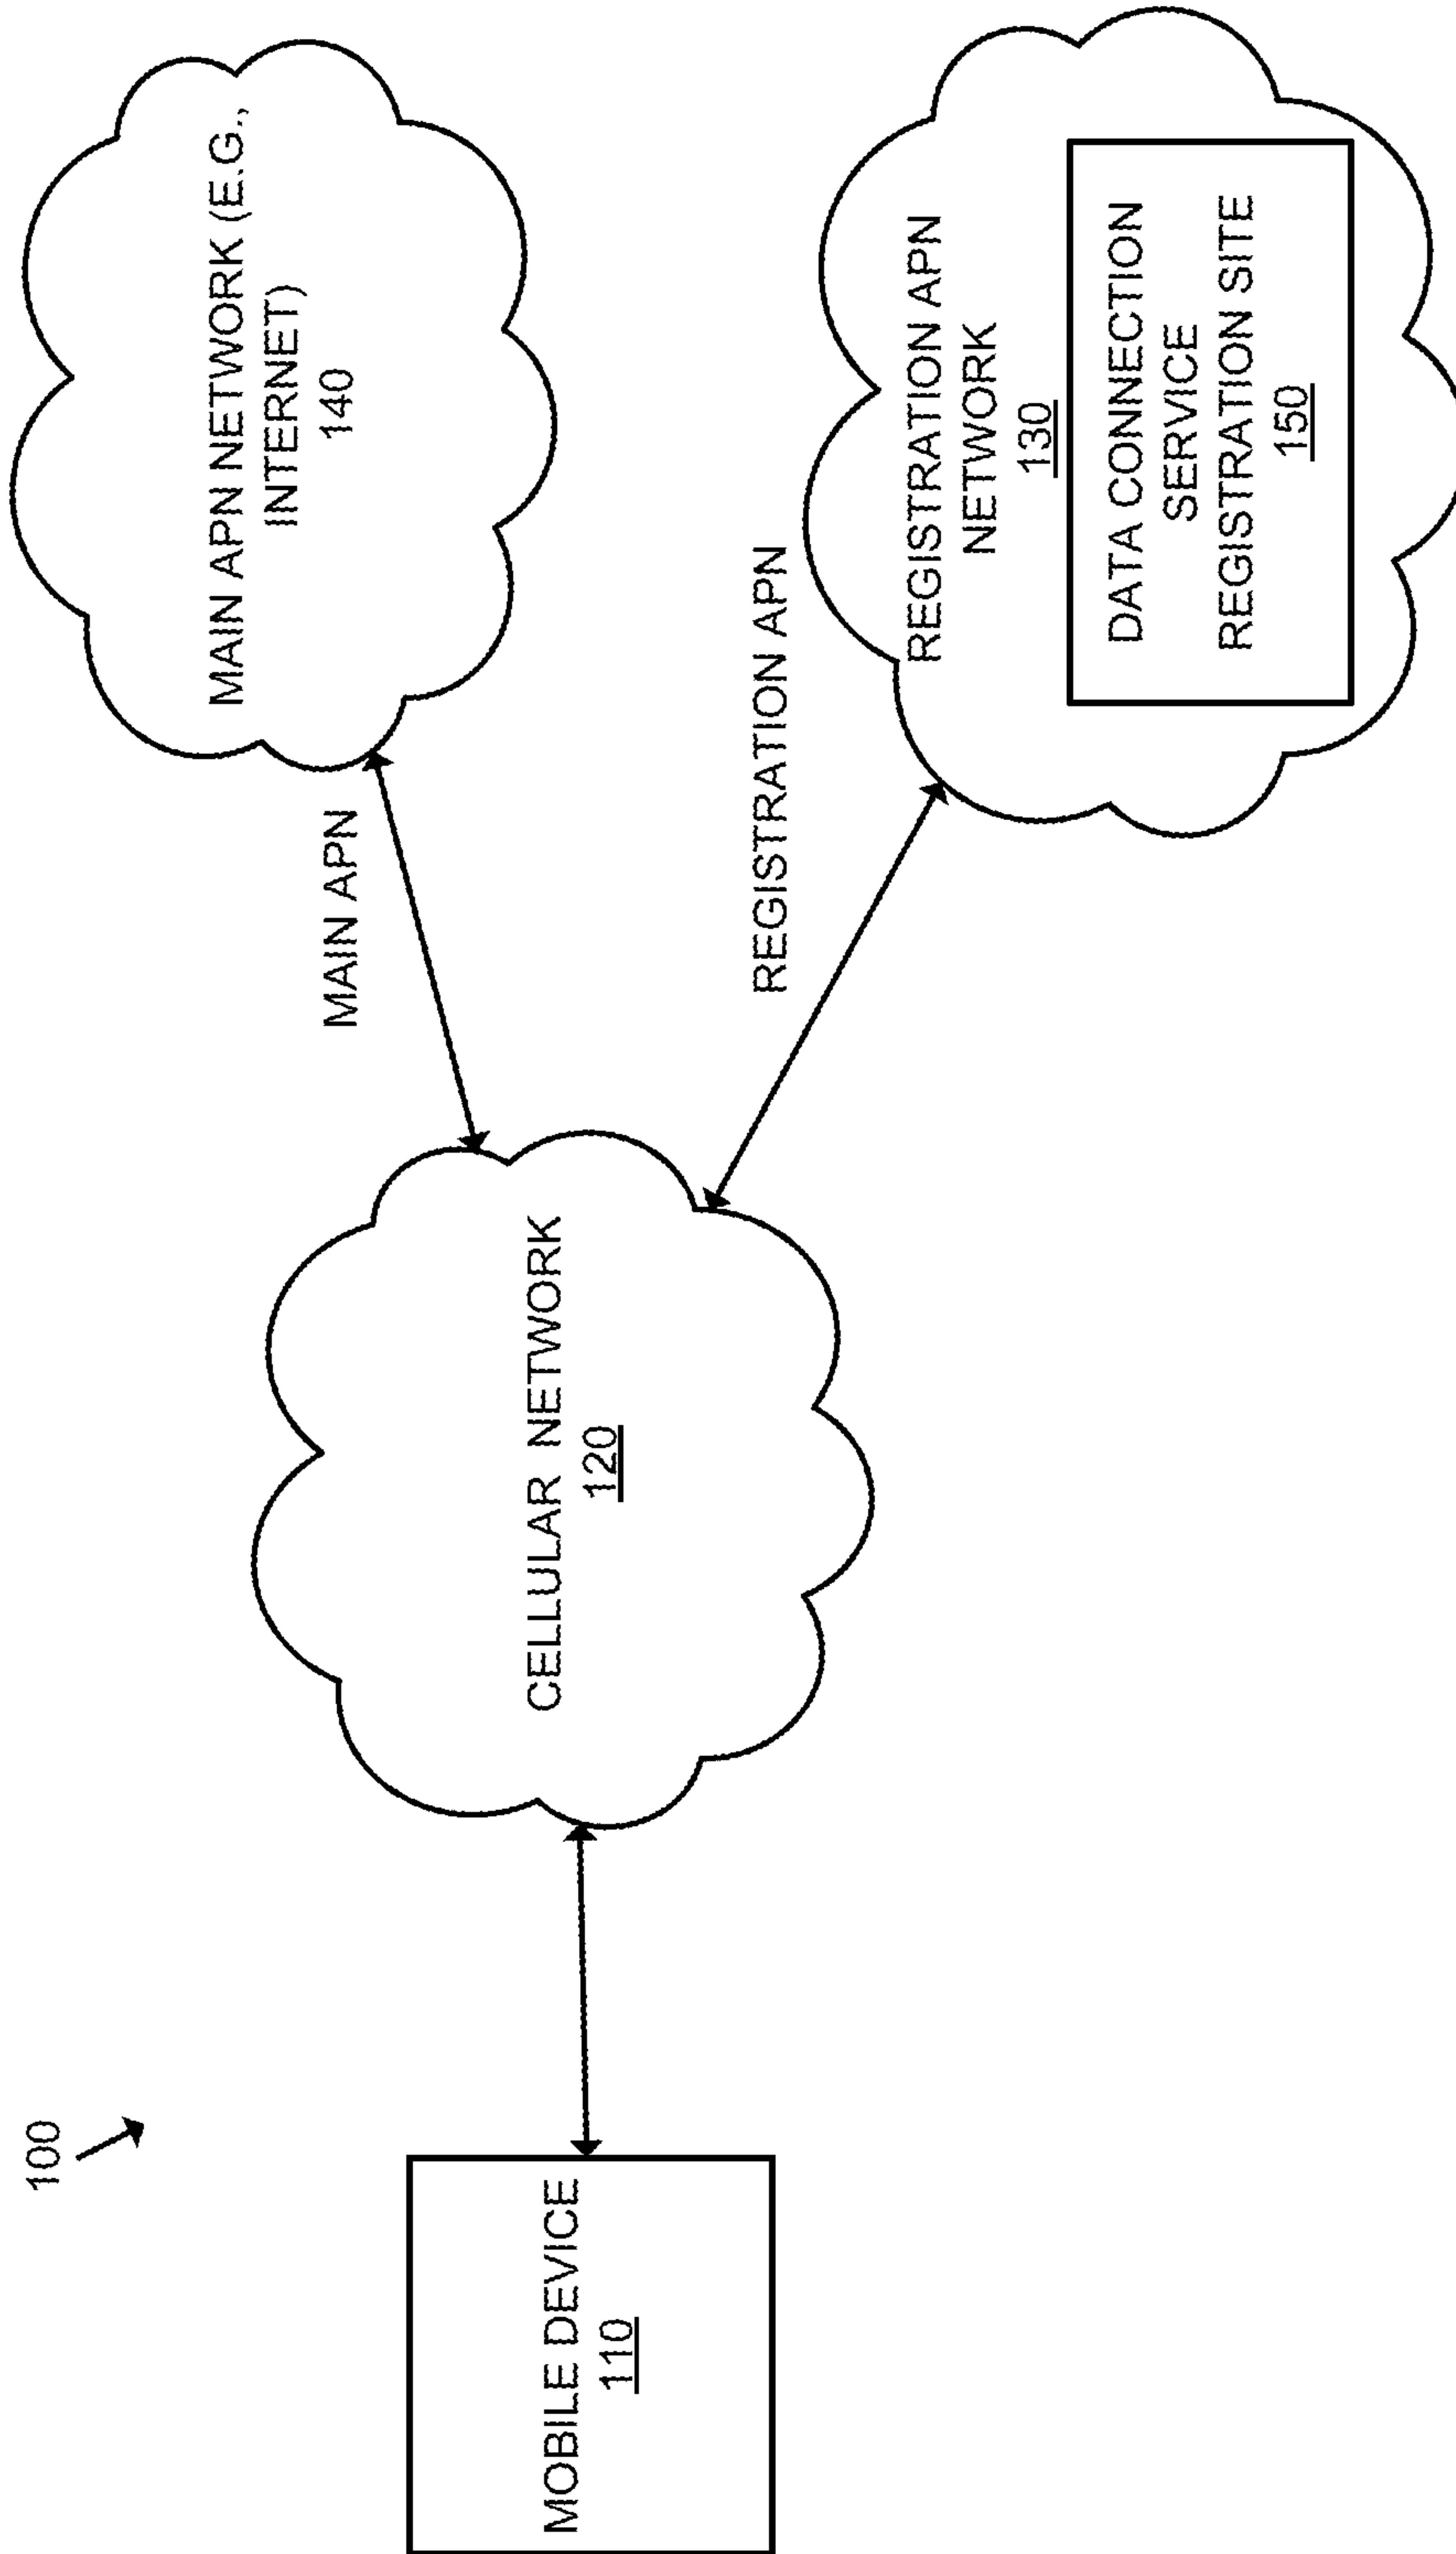 100
MOBILE DEVICE
110
CELLULAR NETWORK
120
MAIN APN
MAIN APN NETWORK (E.G.,
INTERNET)
140
REGISTRATION APN
REGISTRATION APN
NETWORK
130
DATA CONNECTION
SERVICE
REGISTRATION SITE
150